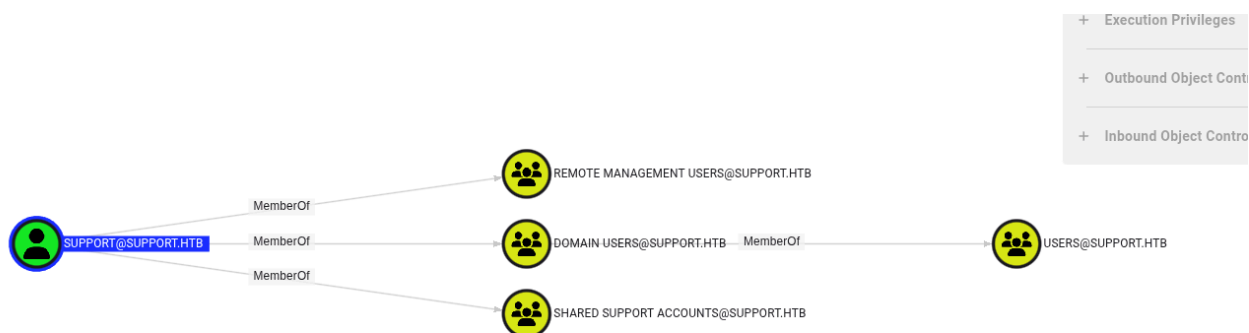 + Execution Privileges
+ Outbound Object Contr
+ Inbound Object Contro
REMOTE MANAGEMENT USERS@SUPPORT.HTB
MemberOf
SUPPORT@SUPPORT.HTB
MemberOf
DOMAIN USERS@SUPPORT.HTB
MemberOf
USERS@SUPPORT.HTB
MemberOf
SHARED SUPPORT ACCOUNTS@SUPPORT.HTB